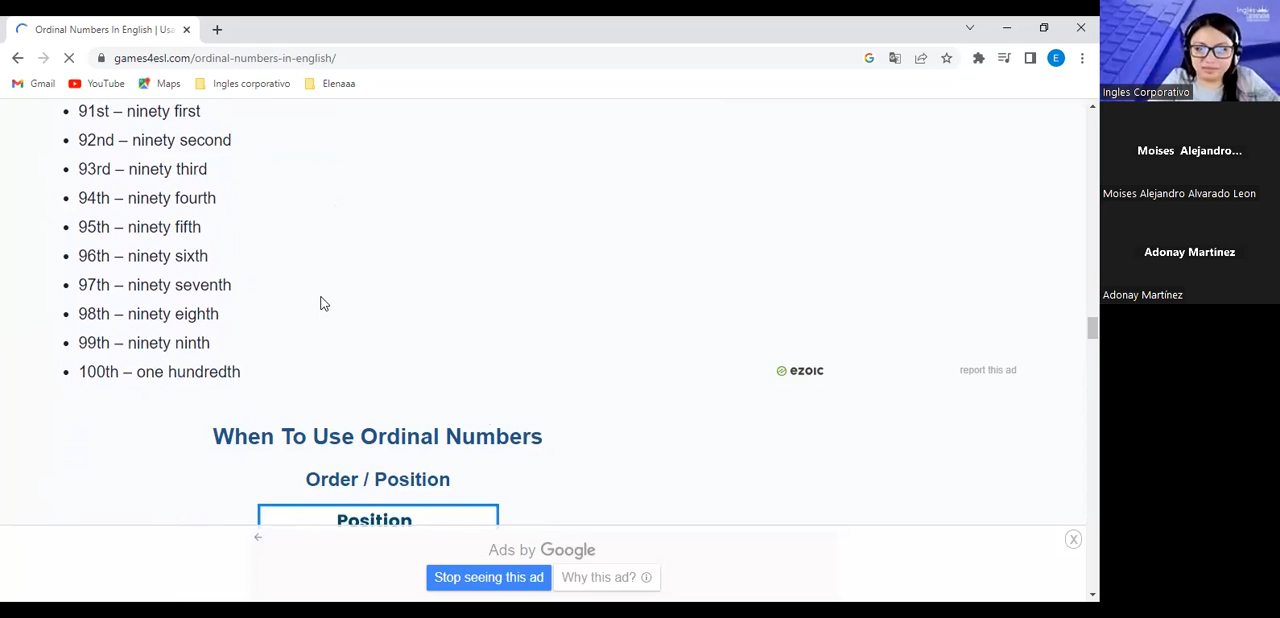 Ordinal Numbers In English | Usa
games4esl.com/ordinal-numbers-in-english/
E
Gmail
YouTube
Maps
Ingles corporativo
Elenaaa
91st – ninety first
92nd – ninety second
93rd – ninety third
94th – ninety fourth
95th – ninety fifth
96th – ninety sixth
97th – ninety seventh
98th – ninety eighth
99th – ninety ninth
100th – one hundredth
ezoic
report this ad
When To Use Ordinal Numbers
Order / Position
Position
Ads by Google
Stop seeing this ad
Why this ad?
Ingles Corporativo
Moises Alejandro...
Moises Alejandro Alvarado Leon
Adonay Martinez
Adonay Martínez